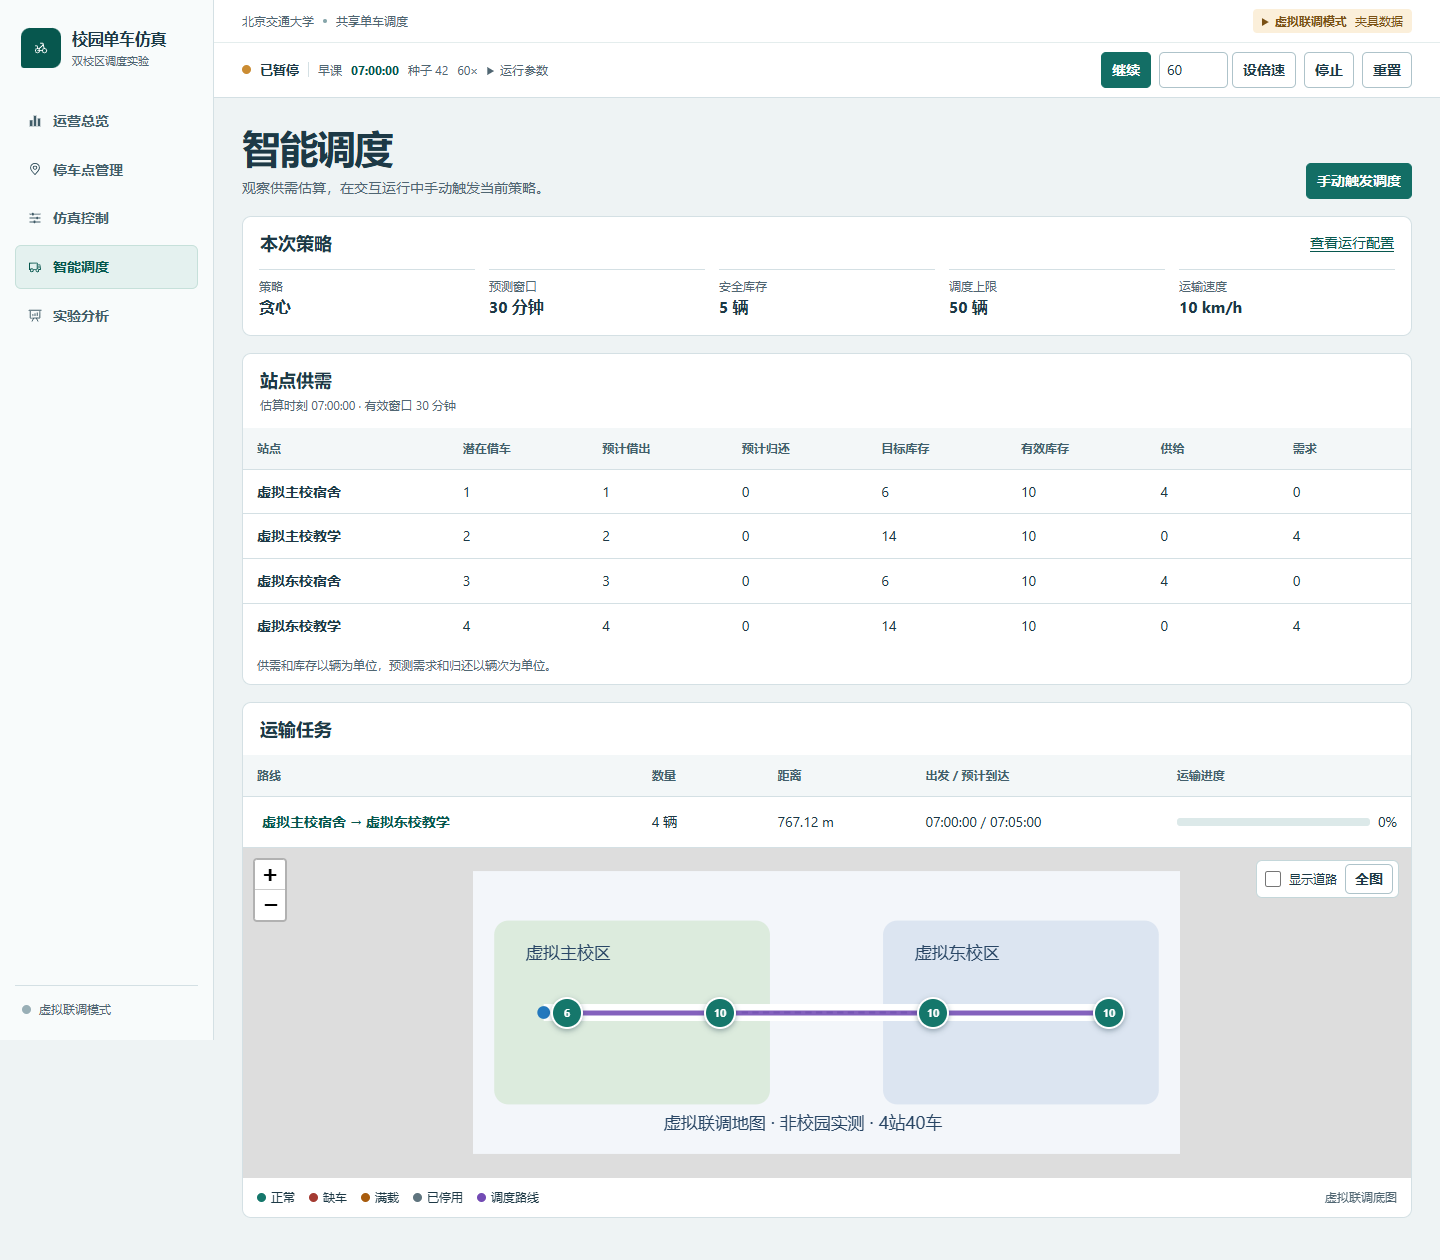 校园单车仿真
双校区调度实验
运营总览
停车点管理
仿真控制
智能调度
实验分析
虚拟联调模式
北京交通大学 • 共享单车调度
▶ 虚拟联调模式 夹具数据
已暂停 早课 07:00:00 种子 42 60× ▶ 运行参数
继续 60 设倍速 停止 重置
智能调度
观察供需估算，在交互运行中手动触发当前策略。
手动触发调度
本次策略
查看运行配置
策略 预测窗口 安全库存 调度上限 运输速度
贪心 30 分钟 5 辆 50 辆 10 km/h
站点供需
估算时刻 07:00:00 · 有效窗口 30 分钟
站点 潜在借车 预计借出 预计归还 目标库存 有效库存 供给 需求
虚拟主校宿舍 1 1 0 6 10 4 0
虚拟主校教学 2 2 0 14 10 0 4
虚拟东校宿舍 3 3 0 6 10 4 0
虚拟东校教学 4 4 0 14 10 0 4
供需和库存以辆为单位，预测需求和归还以辆次为单位。
运输任务
路线 数量 距离 出发 / 预计到达 运输进度
虚拟主校宿舍 → 虚拟东校教学 4 辆 767.12 m 07:00:00 / 07:05:00 0%
+
−
显示道路 全图
虚拟主校区 虚拟东校区
6 10 10 10
虚拟联调地图 · 非校园实测 · 4站40车
正常 缺车 满载 已停用 调度路线
虚拟联调底图